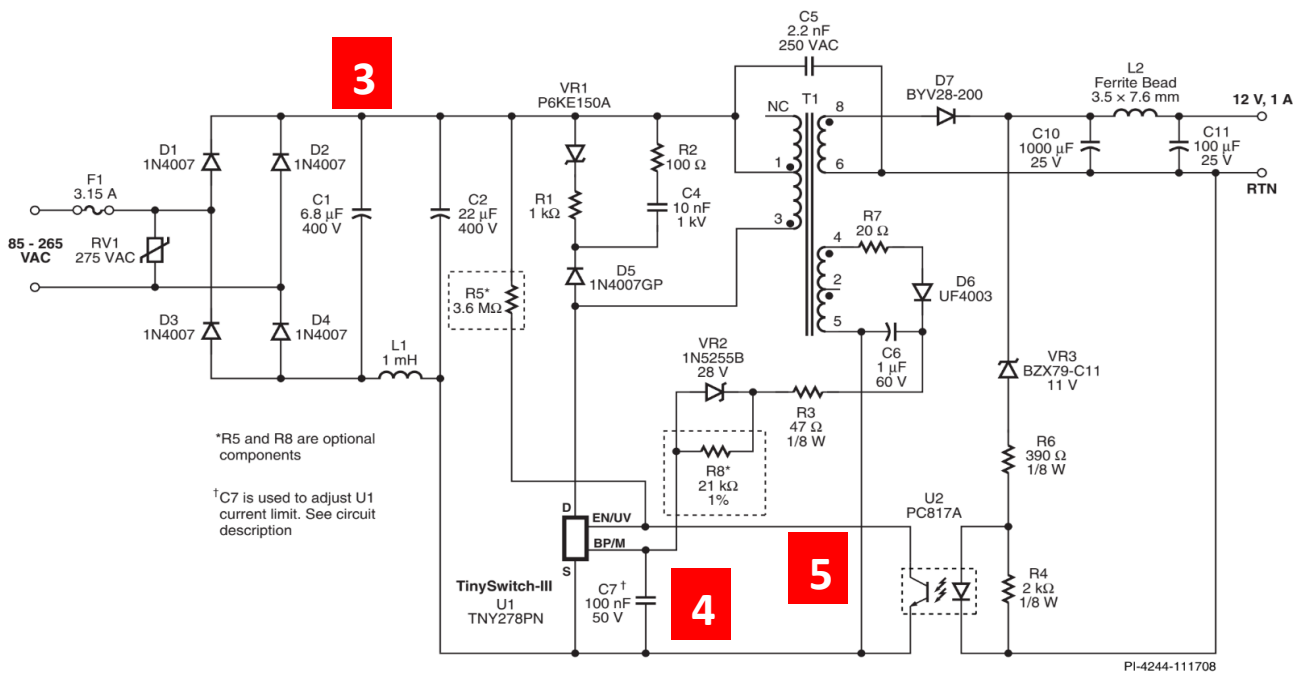 3
C5
2.2 nF
250 VAC
VR1
P6KE150A
NC
T1
8
D7
BYV28-200
L2
Ferrite Bead
3.5 × 7.6 mm
12 V, 1 A
D1
1N4007
D2
1N4007
R2
100 Ω
C10
1000 µF
25 V
C11
100 µF
25 V
F1
3.15 A
1
6
RTN
C1
6.8 µF
400 V
C2
22 µF
400 V
R1
1 kΩ
C4
10 nF
1 kV
3
4
R7
20 Ω
85 - 265
VAC
RV1
275 VAC
D5
1N4007GP
2
D6
UF4003
R5*
3.6 MΩ
D3
1N4007
D4
1N4007
5
L1
1 mH
VR2
1N5255B
28 V
C6
1 µF
60 V
VR3
BZX79-C11
11 V
R3
47 Ω
1/8 W
*R5 and R8 are optional
components
R8*
21 kΩ
1%
R6
390 Ω
1/8 W
†C7 is used to adjust U1
current limit. See circuit
description
D
EN/UV
BP/M
S
U2
PC817A
5
TinySwitch-III
U1
TNY278PN
C7†
100 nF
50 V
4
R4
2 kΩ
1/8 W
PI-4244-111708